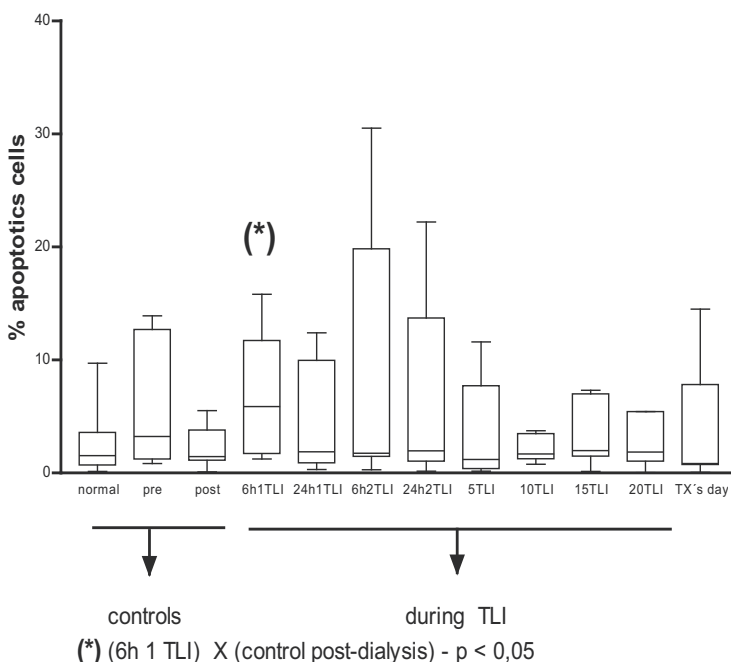 40
30
20
10
0
% apoptotics cells
(*)
normal pre post 6h1TLI 24h1TLI 6h2TLI 24h2TLI 5TLI 10TLI 15TLI 20TLI TX´s day
controls during TLI
(*) (6h 1 TLI) X (control post-dialysis) - p < 0,05